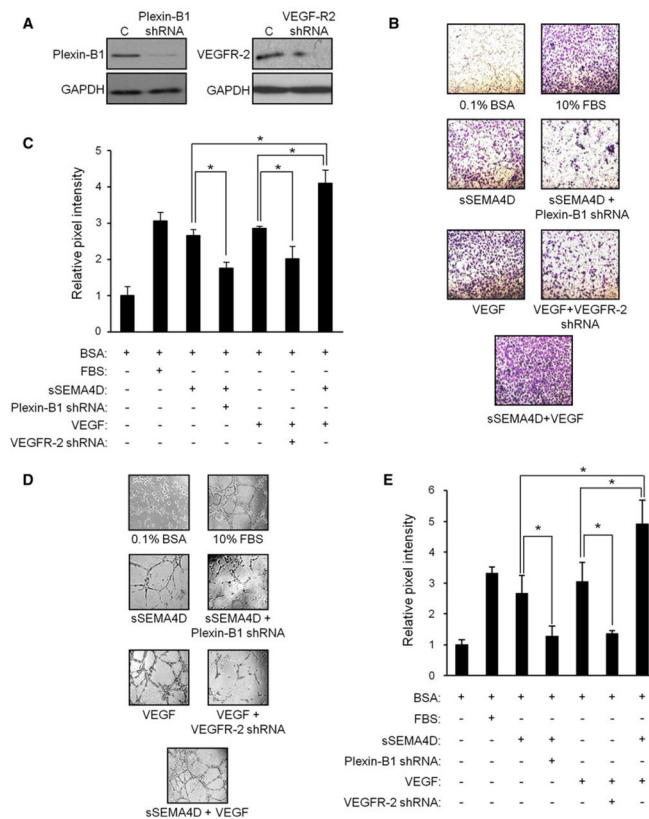 A
Plexin-B1
C shRNA
Plexin-B1
GAPDH
VEGF-R2
C shRNA
VEGFR-2
GAPDH
B
0.1% BSA
10% FBS
sSEMA4D
sSEMA4D +
Plexin-B1 shRNA
VEGF
VEGF+VEGFR-2
shRNA
sSEMA4D+VEGF
C
Relative pixel intensity
5
4
3
2
1
0
* * * *
BSA: + + + + + + +
FBS: - + - - - - -
sSEMA4D: - - + + - - +
Plexin-B1 shRNA: - - - + - - -
VEGF: - - - - + + +
VEGFR-2 shRNA: - - - - - + -
D
0.1% BSA
10% FBS
sSEMA4D
sSEMA4D +
Plexin-B1 shRNA
VEGF
VEGF +
VEGFR-2 shRNA
sSEMA4D + VEGF
E
Relative pixel intensity
6
5
4
3
2
1
0
* * * *
BSA: + + + + + + +
FBS: - + - - - - -
sSEMA4D: - - + + - - +
Plexin-B1 shRNA: - - - + - - -
VEGF: - - - - + + +
VEGFR-2 shRNA: - - - - - + -